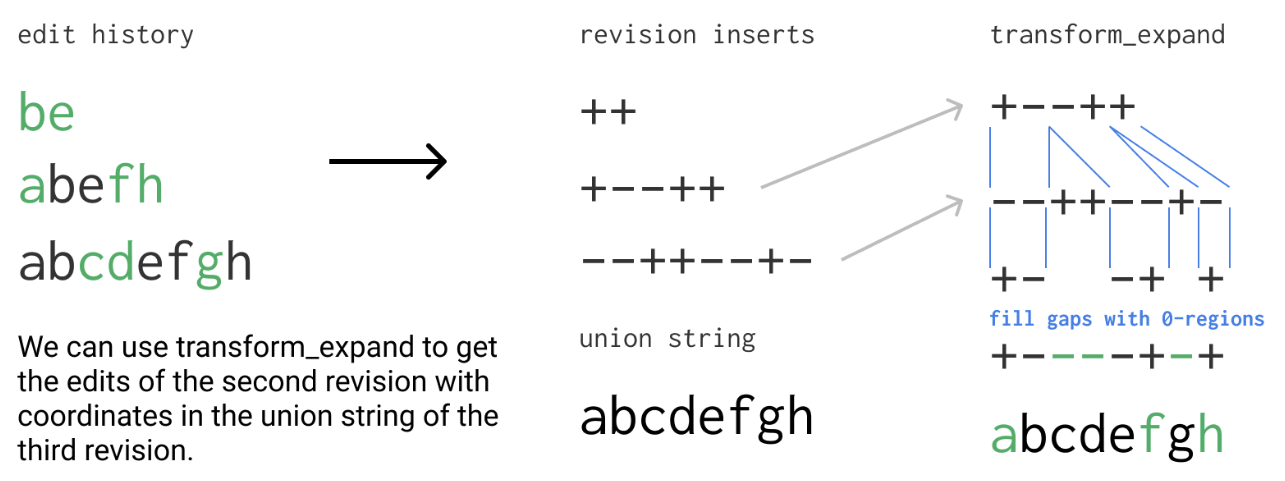 edit history
be
abefh
abcdefgh
We can use transform_expand to get
the edits of the second revision with
coordinates in the union string of the
third revision.
revision inserts
++
+--++
--++--+-
union string
abcdefgh
transform_expand
+--++
--++--+-
+- -+ +
fill gaps with 0-regions
+----+-+
abcdefgh